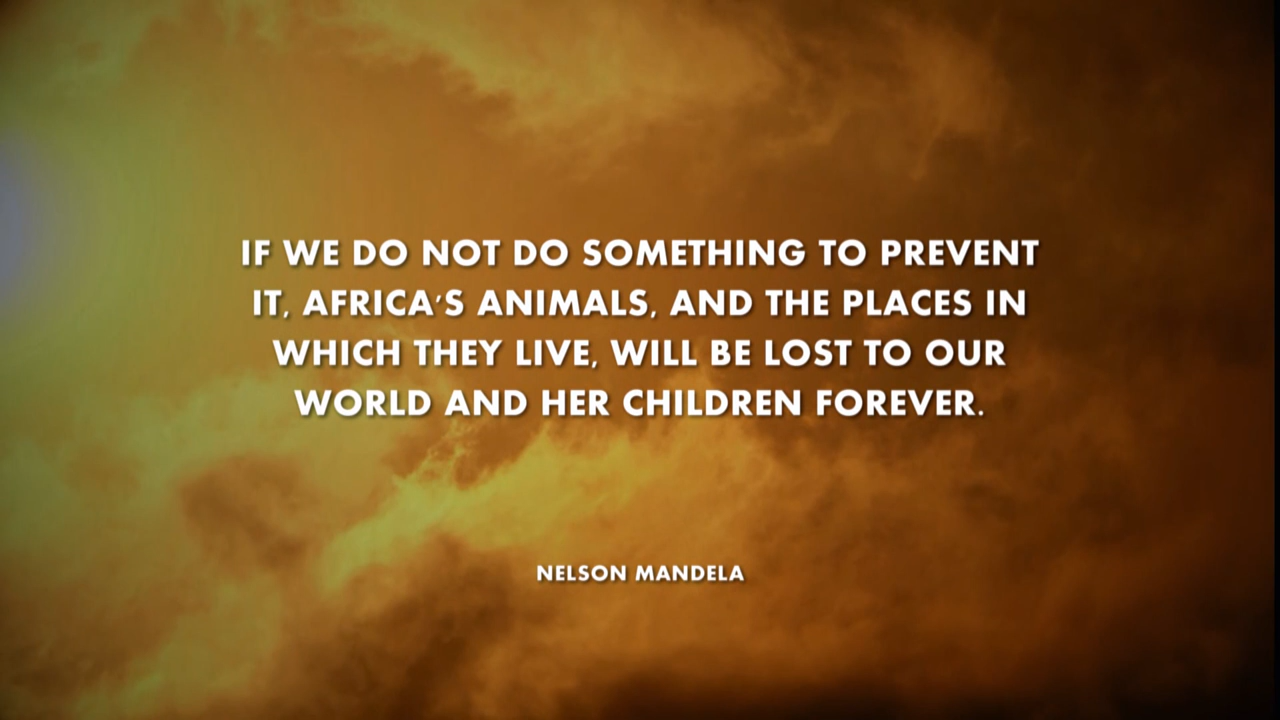 IF WE DO NOT DO SOMETHING TO PREVENT
IT, AFRICA'S ANIMALS, AND THE PLACES IN
WHICH THEY LIVE, WILL BE LOST TO OUR
WORLD AND HER CHILDREN FOREVER.
NELSON MANDELA